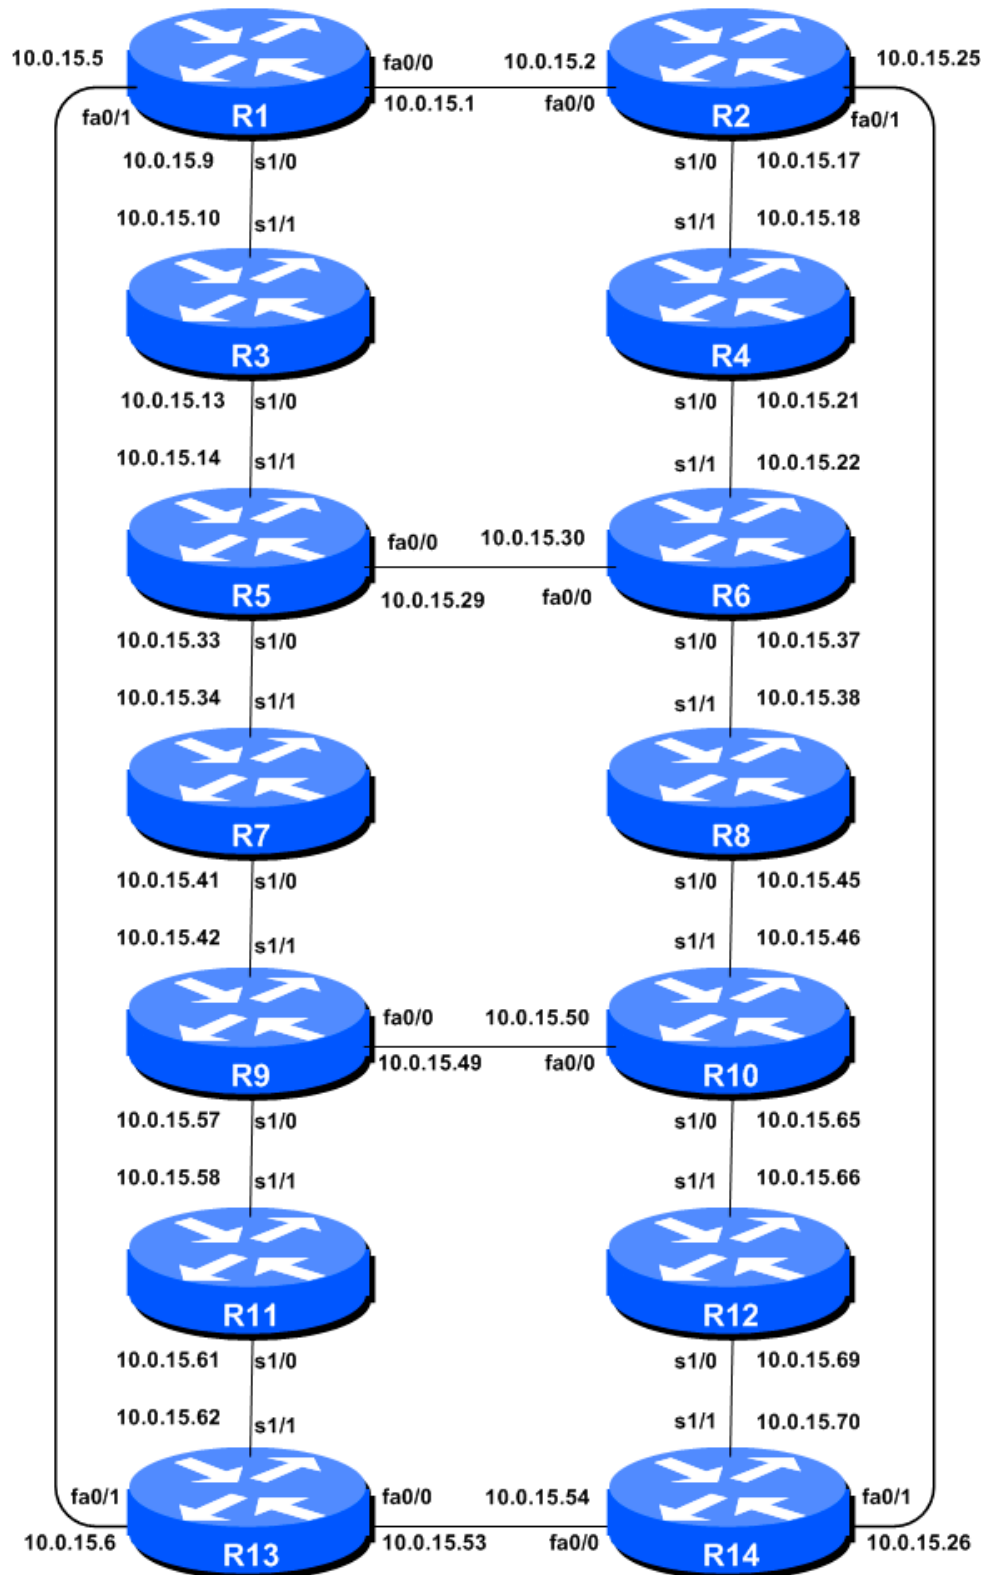 10.0.15.5 fa0/0 10.0.15.2 10.0.15.25
fa0/1 R1 10.0.15.1 fa0/0 R2 fa0/1
10.0.15.9 s1/0 s1/0 10.0.15.17
10.0.15.10 s1/1 s1/1 10.0.15.18
R3 R4
10.0.15.13 s1/0 s1/0 10.0.15.21
10.0.15.14 s1/1 s1/1 10.0.15.22
fa0/0 10.0.15.30
R5 10.0.15.29 fa0/0 R6
10.0.15.33 s1/0 s1/0 10.0.15.37
10.0.15.34 s1/1 s1/1 10.0.15.38
R7 R8
10.0.15.41 s1/0 s1/0 10.0.15.45
10.0.15.42 s1/1 s1/1 10.0.15.46
fa0/0 10.0.15.50
R9 10.0.15.49 fa0/0 R10
10.0.15.57 s1/0 s1/0 10.0.15.65
10.0.15.58 s1/1 s1/1 10.0.15.66
R11 R12
10.0.15.61 s1/0 s1/0 10.0.15.69
10.0.15.62 s1/1 s1/1 10.0.15.70
fa0/1 fa0/0 10.0.15.54 fa0/1
10.0.15.6 R13 10.0.15.53 fa0/0 R14 10.0.15.26